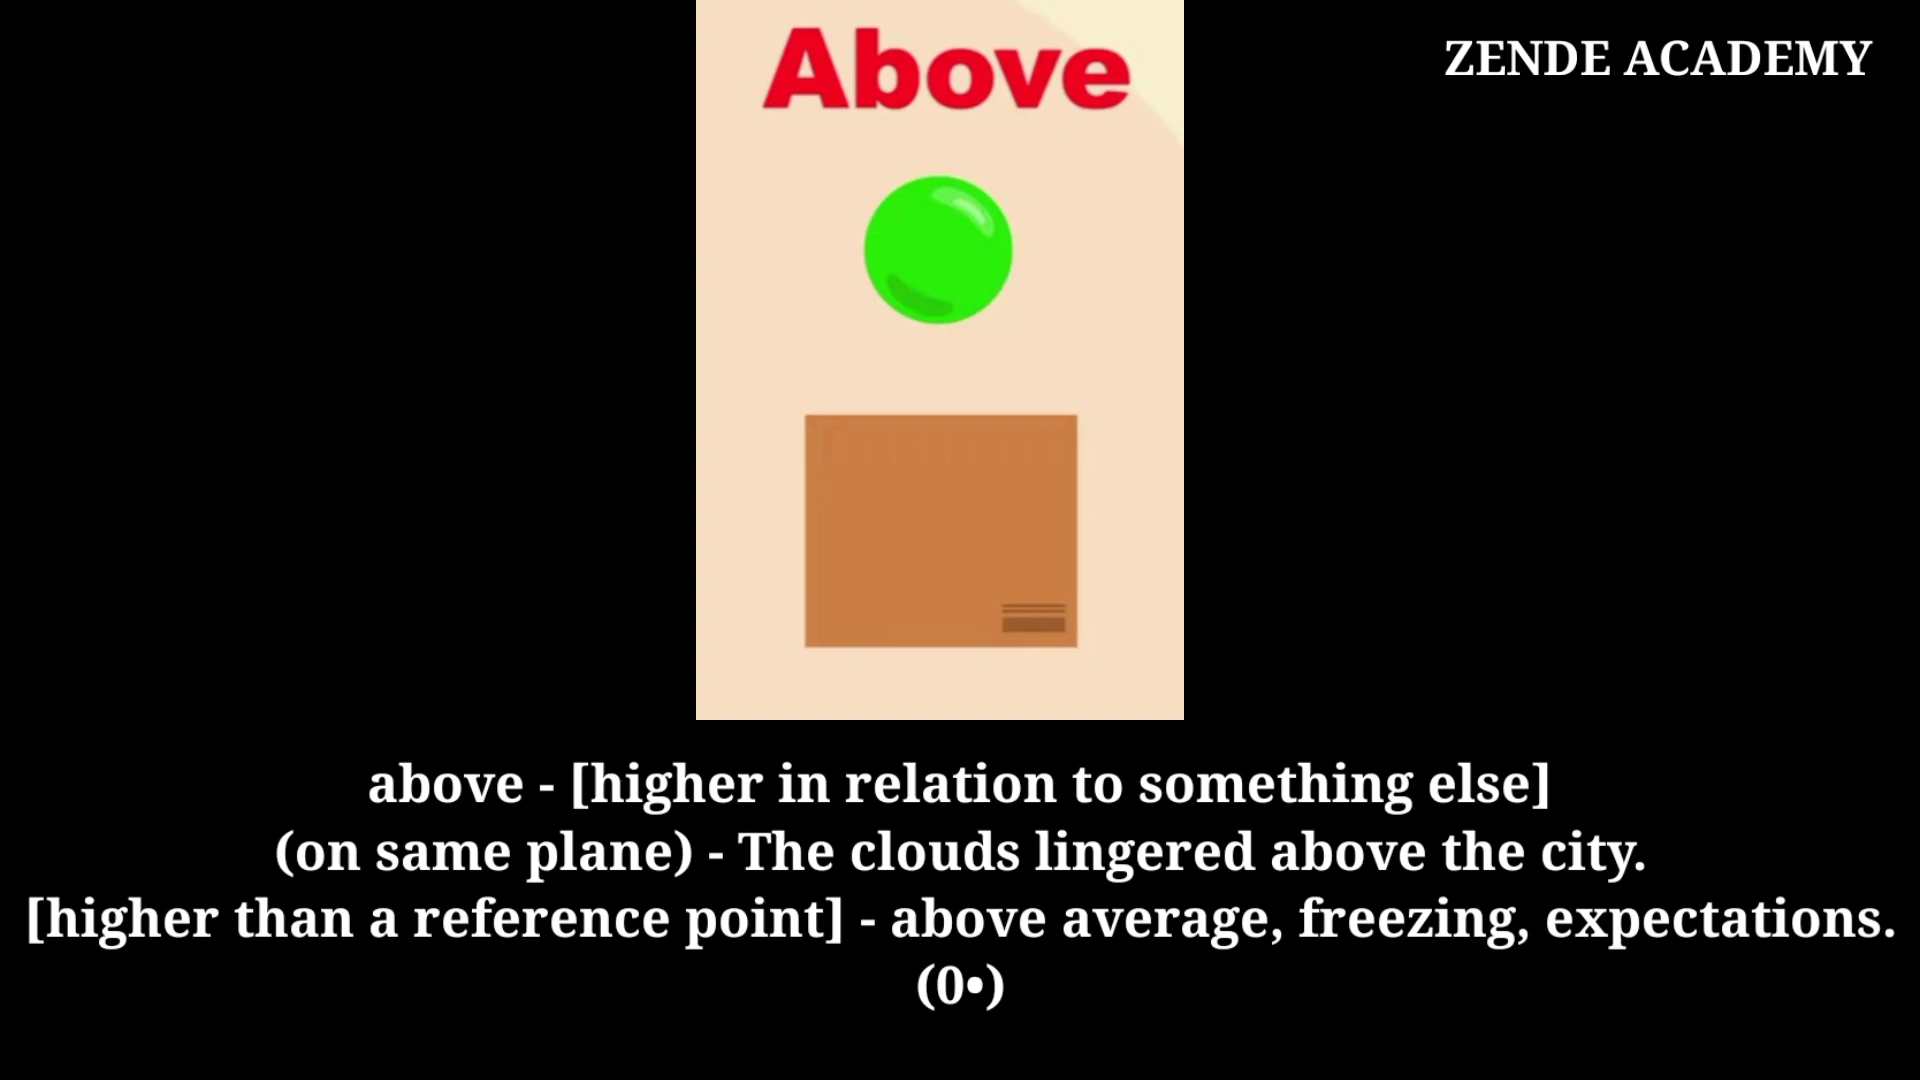 Above
ZENDE ACADEMY
above - [higher in relation to something else]
(on same plane) - The clouds lingered above the city.
[higher than a reference point] - above average, freezing, expectations.
(0•)